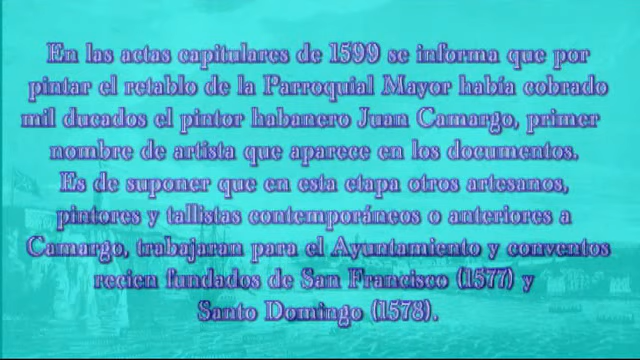 En las actas capitulares de 1599 se informa que por
pintar el retablo de la Parroquial Mayor había cobrado
mil ducados el pintor habanero Juan Camargo, primer
nombre de artista que aparece en los documentos.
Es de suponer que en esta etapa otros artesanos,
pintores y tallistas contemporáneos o anteriores a
Camargo, trabajaran para el Ayuntamiento y conventos
recien fundados de San Francisco (1577) y
Santo Domingo (1578).